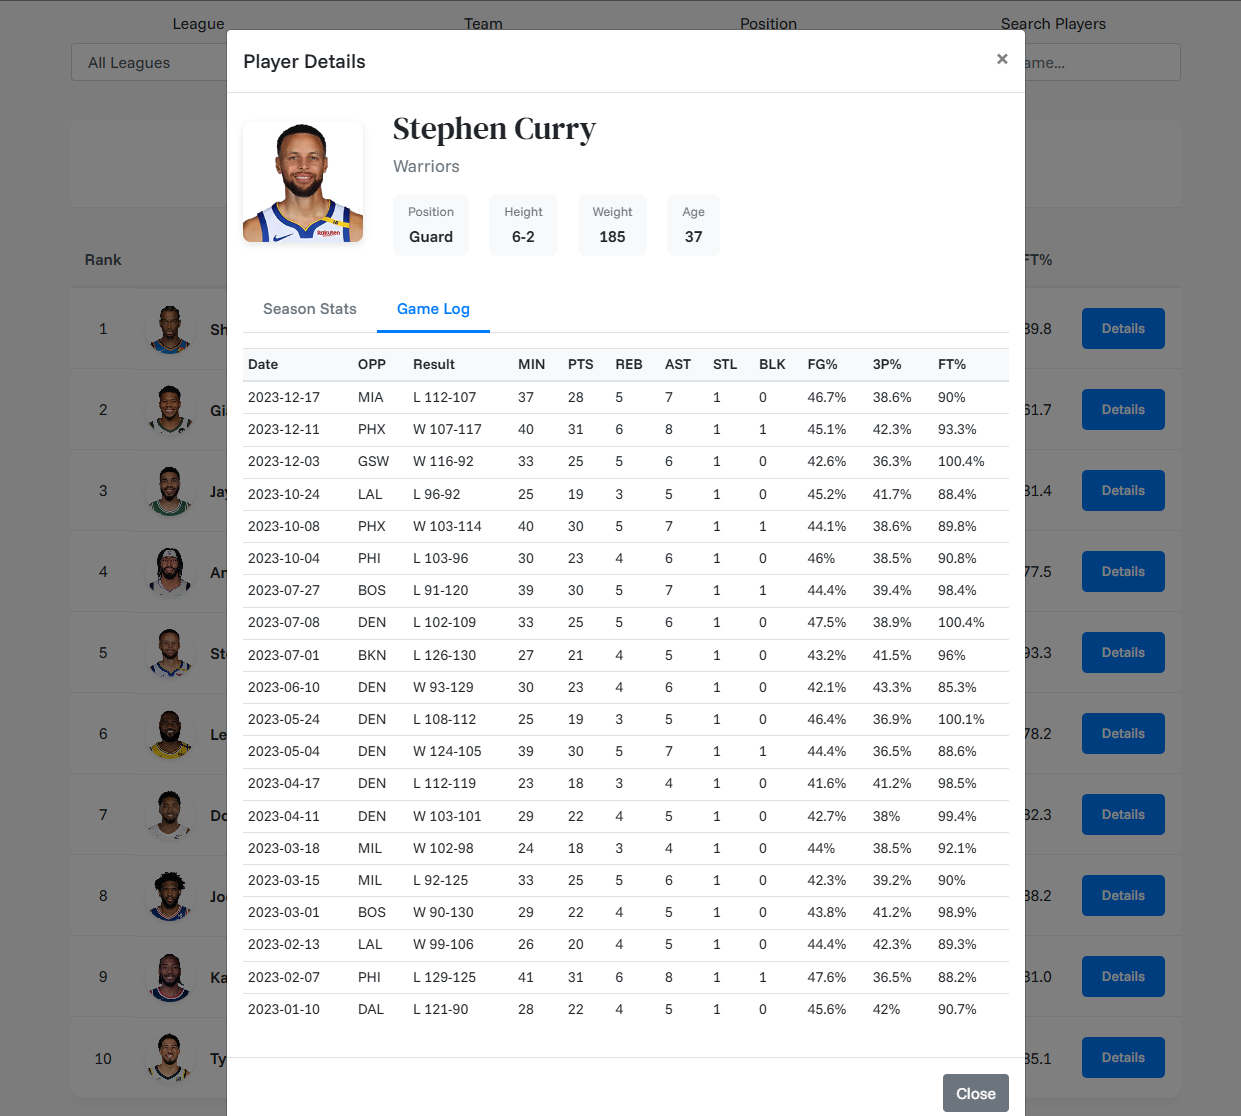 League Team Position Search Players
All Leagues
ame...
Player Details ×
Stephen Curry
Warriors
Position Height Weight Age
Guard 6-2 185 37
Season Stats Game Log
Rank FT%
Date OPP Result MIN PTS REB AST STL BLK FG% 3P% FT%
2023-12-17 MIA L 112-107 37 28 5 7 1 0 46.7% 38.6% 90%
2023-12-11 PHX W 107-117 40 31 6 8 1 1 45.1% 42.3% 93.3%
2023-12-03 GSW W 116-92 33 25 5 6 1 0 42.6% 36.3% 100.4%
2023-10-24 LAL L 96-92 25 19 3 5 1 0 45.2% 41.7% 88.4%
2023-10-08 PHX W 103-114 40 30 5 7 1 1 44.1% 38.6% 89.8%
2023-10-04 PHI L 103-96 30 23 4 6 1 0 46% 38.5% 90.8%
2023-07-27 BOS L 91-120 39 30 5 7 1 1 44.4% 39.4% 98.4%
2023-07-08 DEN L 102-109 33 25 5 6 1 0 47.5% 38.9% 100.4%
2023-07-01 BKN L 126-130 27 21 4 5 1 0 43.2% 41.5% 96%
2023-06-10 DEN W 93-129 30 23 4 6 1 0 42.1% 43.3% 85.3%
2023-05-24 DEN L 108-112 25 19 3 5 1 0 46.4% 36.9% 100.1%
2023-05-04 DEN W 124-105 39 30 5 7 1 1 44.4% 36.5% 88.6%
2023-04-17 DEN L 112-119 23 18 3 4 1 0 41.6% 41.2% 98.5%
2023-04-11 DEN W 103-101 29 22 4 5 1 0 42.7% 38% 99.4%
2023-03-18 MIL W 102-98 24 18 3 4 1 0 44% 38.5% 92.1%
2023-03-15 MIL L 92-125 33 25 5 6 1 0 42.3% 39.2% 90%
2023-03-01 BOS W 90-130 29 22 4 5 1 0 43.8% 41.2% 98.9%
2023-02-13 LAL W 99-106 26 20 4 5 1 0 44.4% 42.3% 89.3%
2023-02-07 PHI L 129-125 41 31 6 8 1 1 47.6% 36.5% 88.2%
2023-01-10 DAL L 121-90 28 22 4 5 1 0 45.6% 42% 90.7%
Close
1 Sh 89.8 Details
2 Gia 61.7 Details
3 Jay 81.4 Details
4 An 77.5 Details
5 Ste 93.3 Details
6 Le 78.2 Details
7 Do 82.3 Details
8 Jo 88.2 Details
9 Ka 81.0 Details
10 Ty 85.1 Details